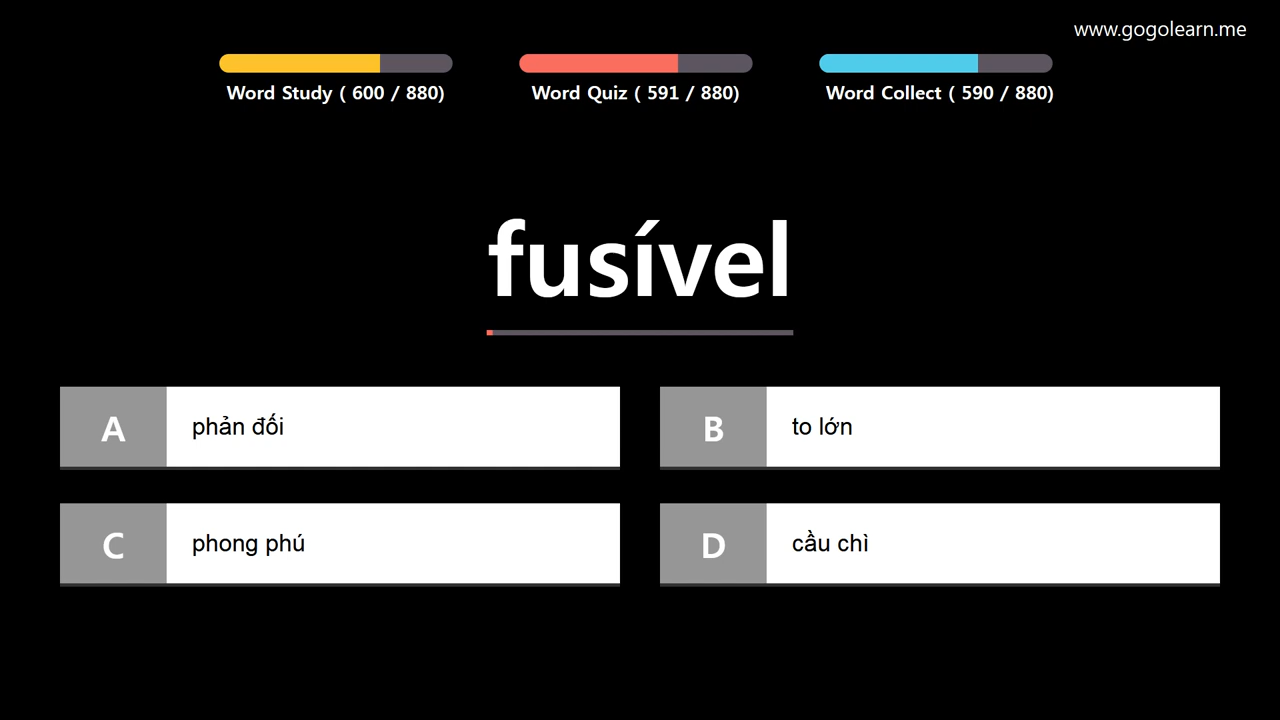 www.gogolearn.me
Word Study ( 600 / 880)
Word Quiz ( 591 / 880)
Word Collect ( 590 / 880)
fusível
A phản đối
B to lớn
C phong phú
D cầu chì